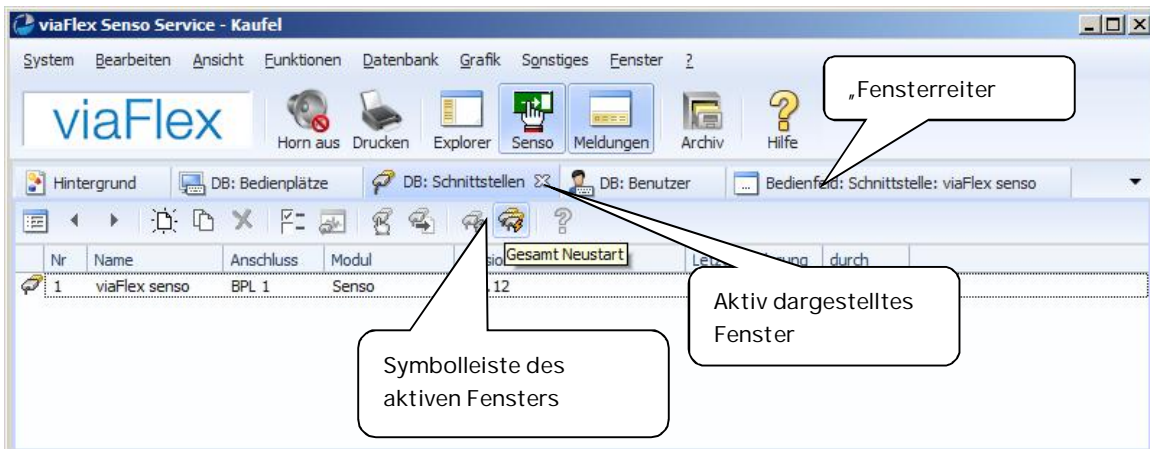 viaFlex Senso Service - Kaufel
System Bearbeiten Ansicht Funktionen Datenbank Grafik Sonstiges Fenster ?
viaFlex
Horn aus Drucken Explorer Senso Meldungen Archiv Hilfe
„Fensterreiter
Hintergrund DB: Bedienplätze DB: Schnittstellen DB: Benutzer Bedienfeld: Schnittstelle: viaFlex senso
Gesamt Neustart
Nr Name Anschluss Modul durch
1 viaFlex senso BPL 1 Senso
Aktiv dargestelltes
Fenster
Symbolleiste des
aktiven Fensters